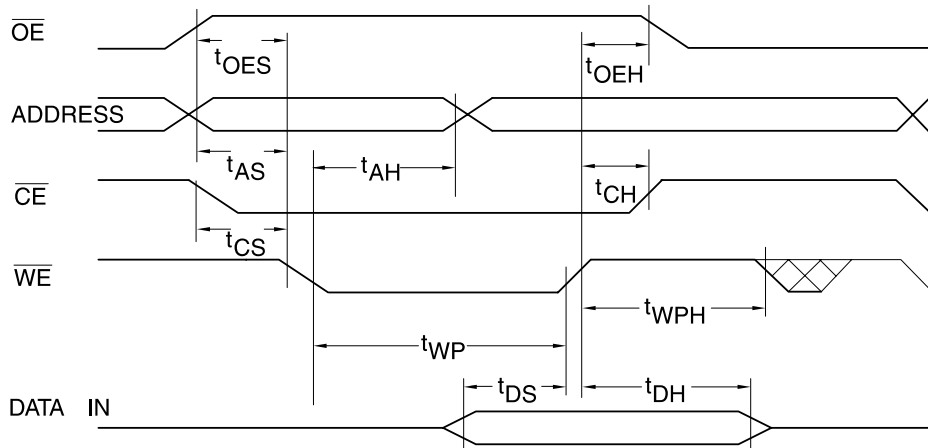 OE
tOES
tOEH
ADDRESS
tAS
tAH
tCH
CE
tCS
WE
tWPH
tWP
tDS
tDH
DATA IN